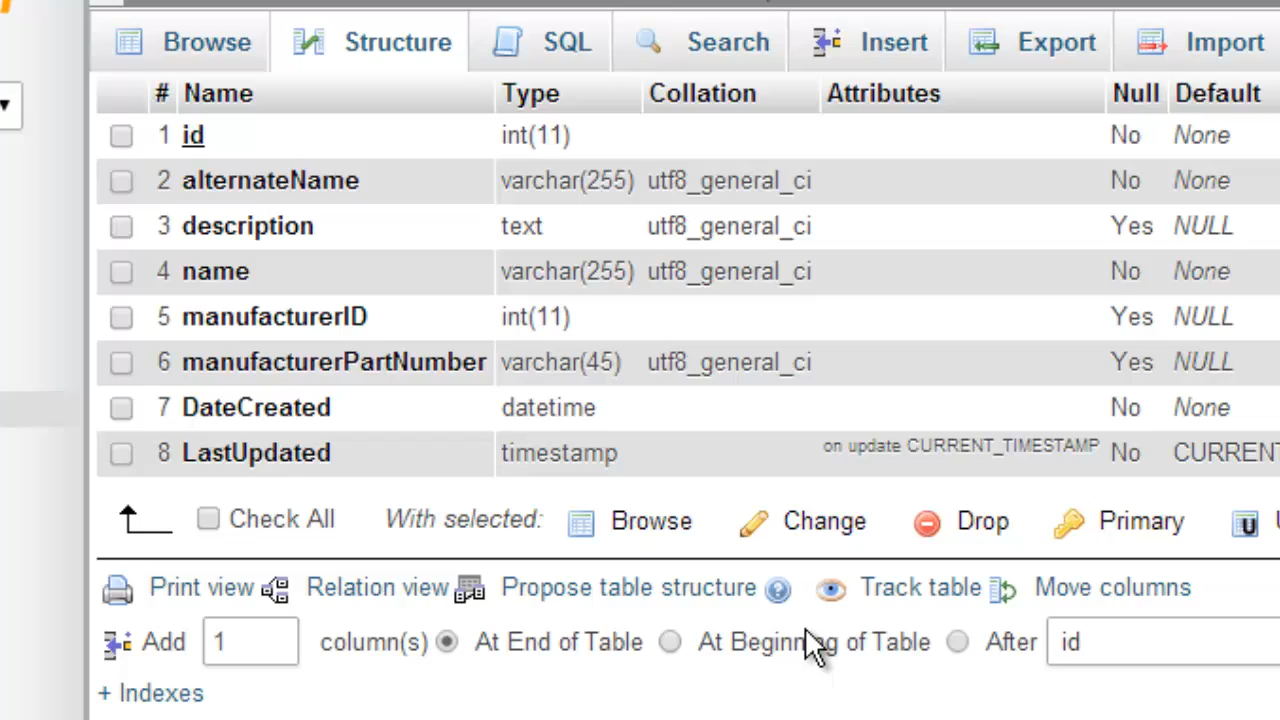 Browse Structure SQL Search Insert Export Import
# Name Type Collation Attributes Null Default
1 id int(11) No None
2 alternateName varchar(255) utf8_general_ci No None
3 description text utf8_general_ci Yes NULL
4 name varchar(255) utf8_general_ci No None
5 manufacturerID int(11) Yes NULL
6 manufacturerPartNumber varchar(45) utf8_general_ci Yes NULL
7 DateCreated datetime No None
8 LastUpdated timestamp on update CURRENT_TIMESTAMP No CURRENT
Check All With selected: Browse Change Drop Primary U
Print view Relation view Propose table structure Track table Move columns
Add 1 column(s) At End of Table At Beginning of Table After id
+ Indexes